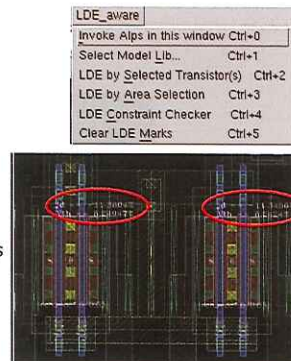 LDE_aware
Invoke Alps in this window Ctrl+0
Select Model Lib... Ctrl+1
LDE by Selected Transistor(s) Ctrl+2
LDE by Area Selection Ctrl+3
LDE Constraint Checker Ctrl+4
Clear LDE Marks Ctrl+5
s